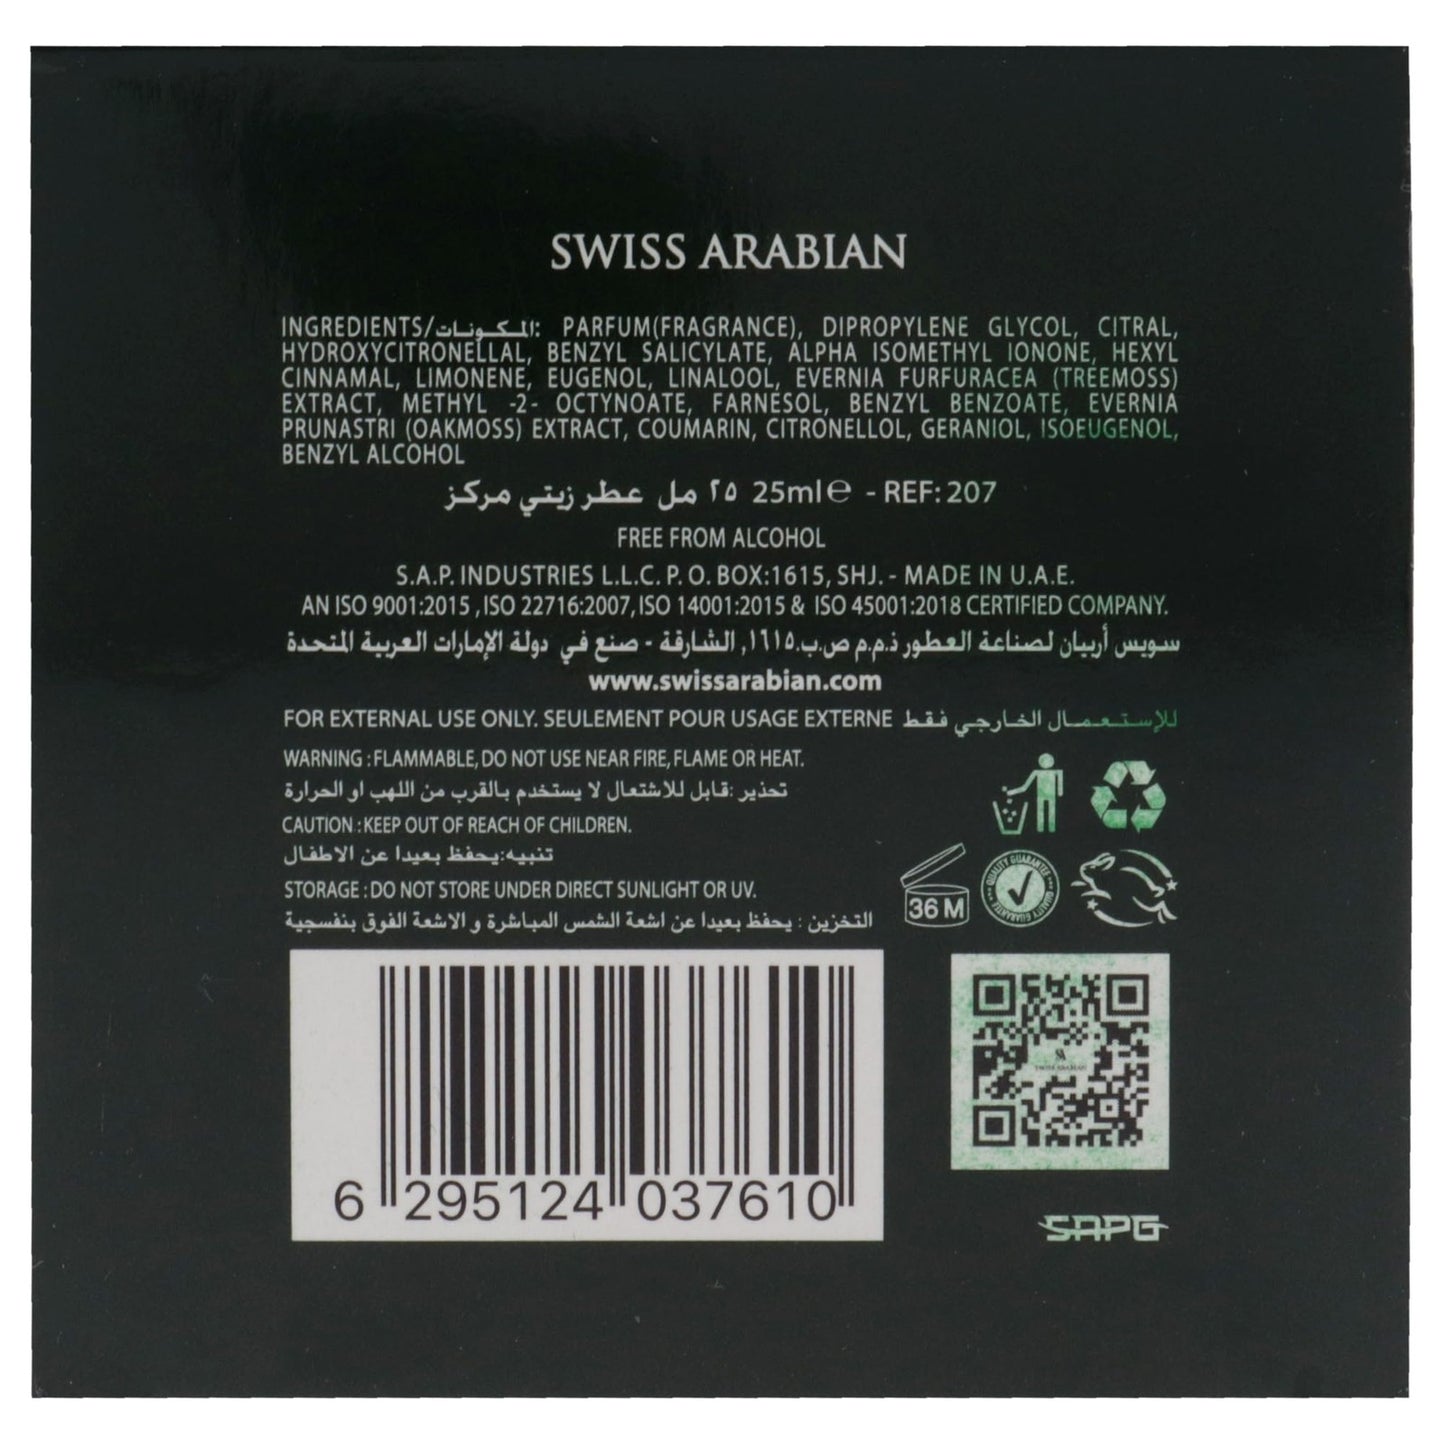 SWISS ARABIAN
INGREDIENTS/المكونات: PARFUM(FRAGRANCE), DIPROPYLENE GLYCOL, CITRAL,
HYDROXYCITRONELLAL, BENZYL SALICYLATE, ALPHA ISOMETHYL IONONE, HEXYL
CINNAMAL, LIMONENE, EUGENOL, LINALOOL, EVERNIA FURFURACEA (TREEMOSS)
EXTRACT, METHYL -2- OCTYNOATE, FARNESOL, BENZYL BENZOATE, EVERNIA
PRUNASTRI (OAKMOSS) EXTRACT, COUMARIN, CITRONELLOL, GERANIOL, ISOEUGENOL,
BENZYL ALCOHOL
٢٥ مل عطر زيتي مركز 25ml℮ - REF: 207
FREE FROM ALCOHOL
S.A.P. INDUSTRIES L.L.C. P. O. BOX:1615, SHJ. - MADE IN U.A.E.
AN ISO 9001:2015 , ISO 22716:2007, ISO 14001:2015 & ISO 45001:2018 CERTIFIED COMPANY.
سويس أربيان لصناعة العطور ذ.م.م ص.ب.١٦١٥, الشارقة - صنع في دولة الإمارات العربية المتحدة
www.swissarabian.com
FOR EXTERNAL USE ONLY. SEULEMENT POUR USAGE EXTERNE للإستعمال الخارجي فقط
WARNING : FLAMMABLE, DO NOT USE NEAR FIRE, FLAME OR HEAT.
تحذير :قابل للاشتعال لا يستخدم بالقرب من اللهب او الحرارة
CAUTION : KEEP OUT OF REACH OF CHILDREN.
تنبيه:يحفظ بعيدا عن الاطفال
STORAGE : DO NOT STORE UNDER DIRECT SUNLIGHT OR UV.
التخزين : يحفظ بعيدا عن اشعة الشمس المباشرة و الاشعة الفوق بنفسجية
36 M
QUALITY GUARANTEE
QUALITY GUARANTEE
SWISS ARABIAN
6 295124 037610
SAPG